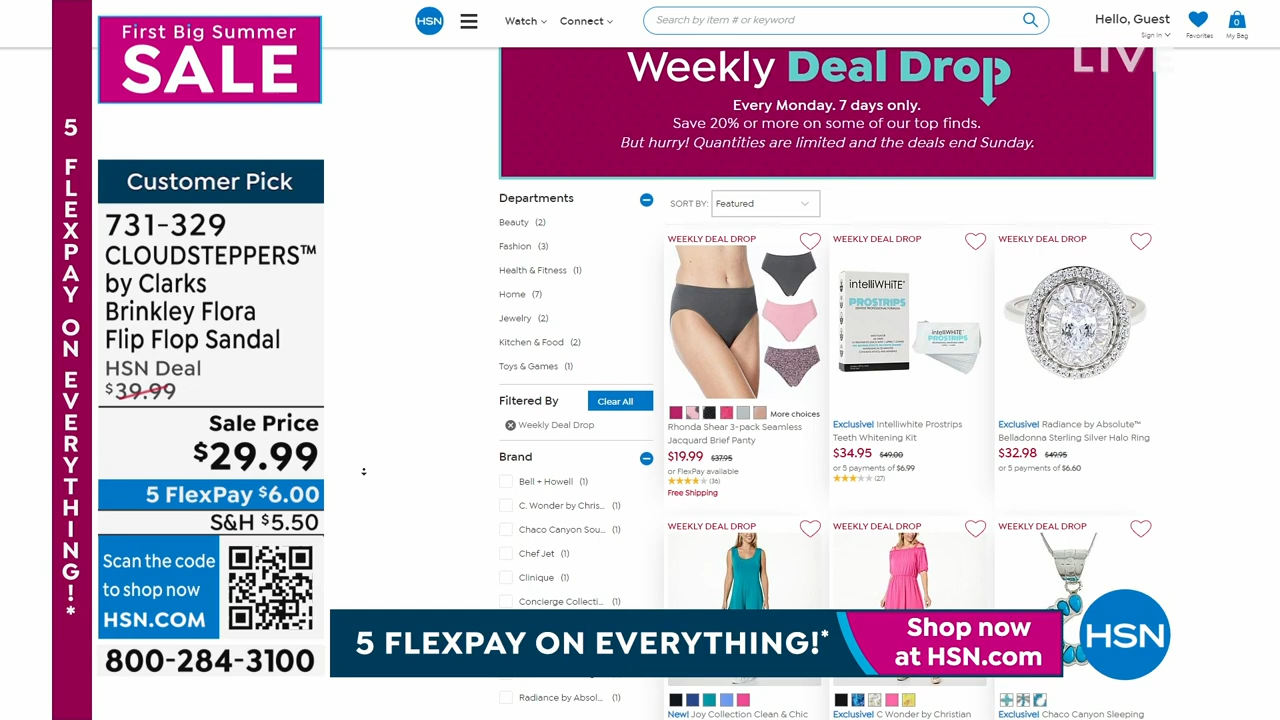 First Big Summer
SALE
5 FLEXPAY ON EVERYTHING!*
Customer Pick
731-329
CLOUDSTEPPERS™
by Clarks
Brinkley Flora
Flip Flop Sandal
HSN Deal
$39.99
Sale Price
$29.99
5 FlexPay $6.00
S&H $5.50
Scan the code
to shop now
HSN.COM
800-284-3100
HSN
Watch
Connect
Search by item # or keyword
Hello, Guest
Sign in
Favorites
0
My Bag
LIVE
Weekly Deal Drop
Every Monday. 7 days only.
Save 20% or more on some of our top finds.
But hurry! Quantities are limited and the deals end Sunday.
Departments
Beauty (2)
Fashion (3)
Health & Fitness (1)
Home (7)
Jewelry (2)
Kitchen & Food (2)
Toys & Games (1)
Filtered By
Clear All
Weekly Deal Drop
Brand
Bell + Howell (1)
C. Wonder by Chris... (1)
Chaco Canyon Sou... (1)
Chef Jet (1)
Clinique (1)
Concierge Collecti... (1)
Radiance by Absol... (1)
SORT BY: Featured
WEEKLY DEAL DROP
More choices
Rhonda Shear 3-pack Seamless
Jacquard Brief Panty
$19.99 $37.95
or FlexPay available
(36)
Free Shipping
WEEKLY DEAL DROP
intelliWHiTE
PROSTRIPS
intelliWHiTE
PROSTRIPS
Exclusive! Intelliwhite Prostrips
Teeth Whitening Kit
$34.95 $49.00
or 5 payments of $6.99
(27)
WEEKLY DEAL DROP
Exclusive! Radiance by Absolute™
Belladonna Sterling Silver Halo Ring
$32.98 $49.95
or 5 payments of $6.60
WEEKLY DEAL DROP
New! Joy Collection Clean & Chic
WEEKLY DEAL DROP
Exclusive! C Wonder by Christian
WEEKLY DEAL DROP
Exclusive! Chaco Canyon Sleeping
5 FLEXPAY ON EVERYTHING!*
Shop now
at HSN.com
HSN